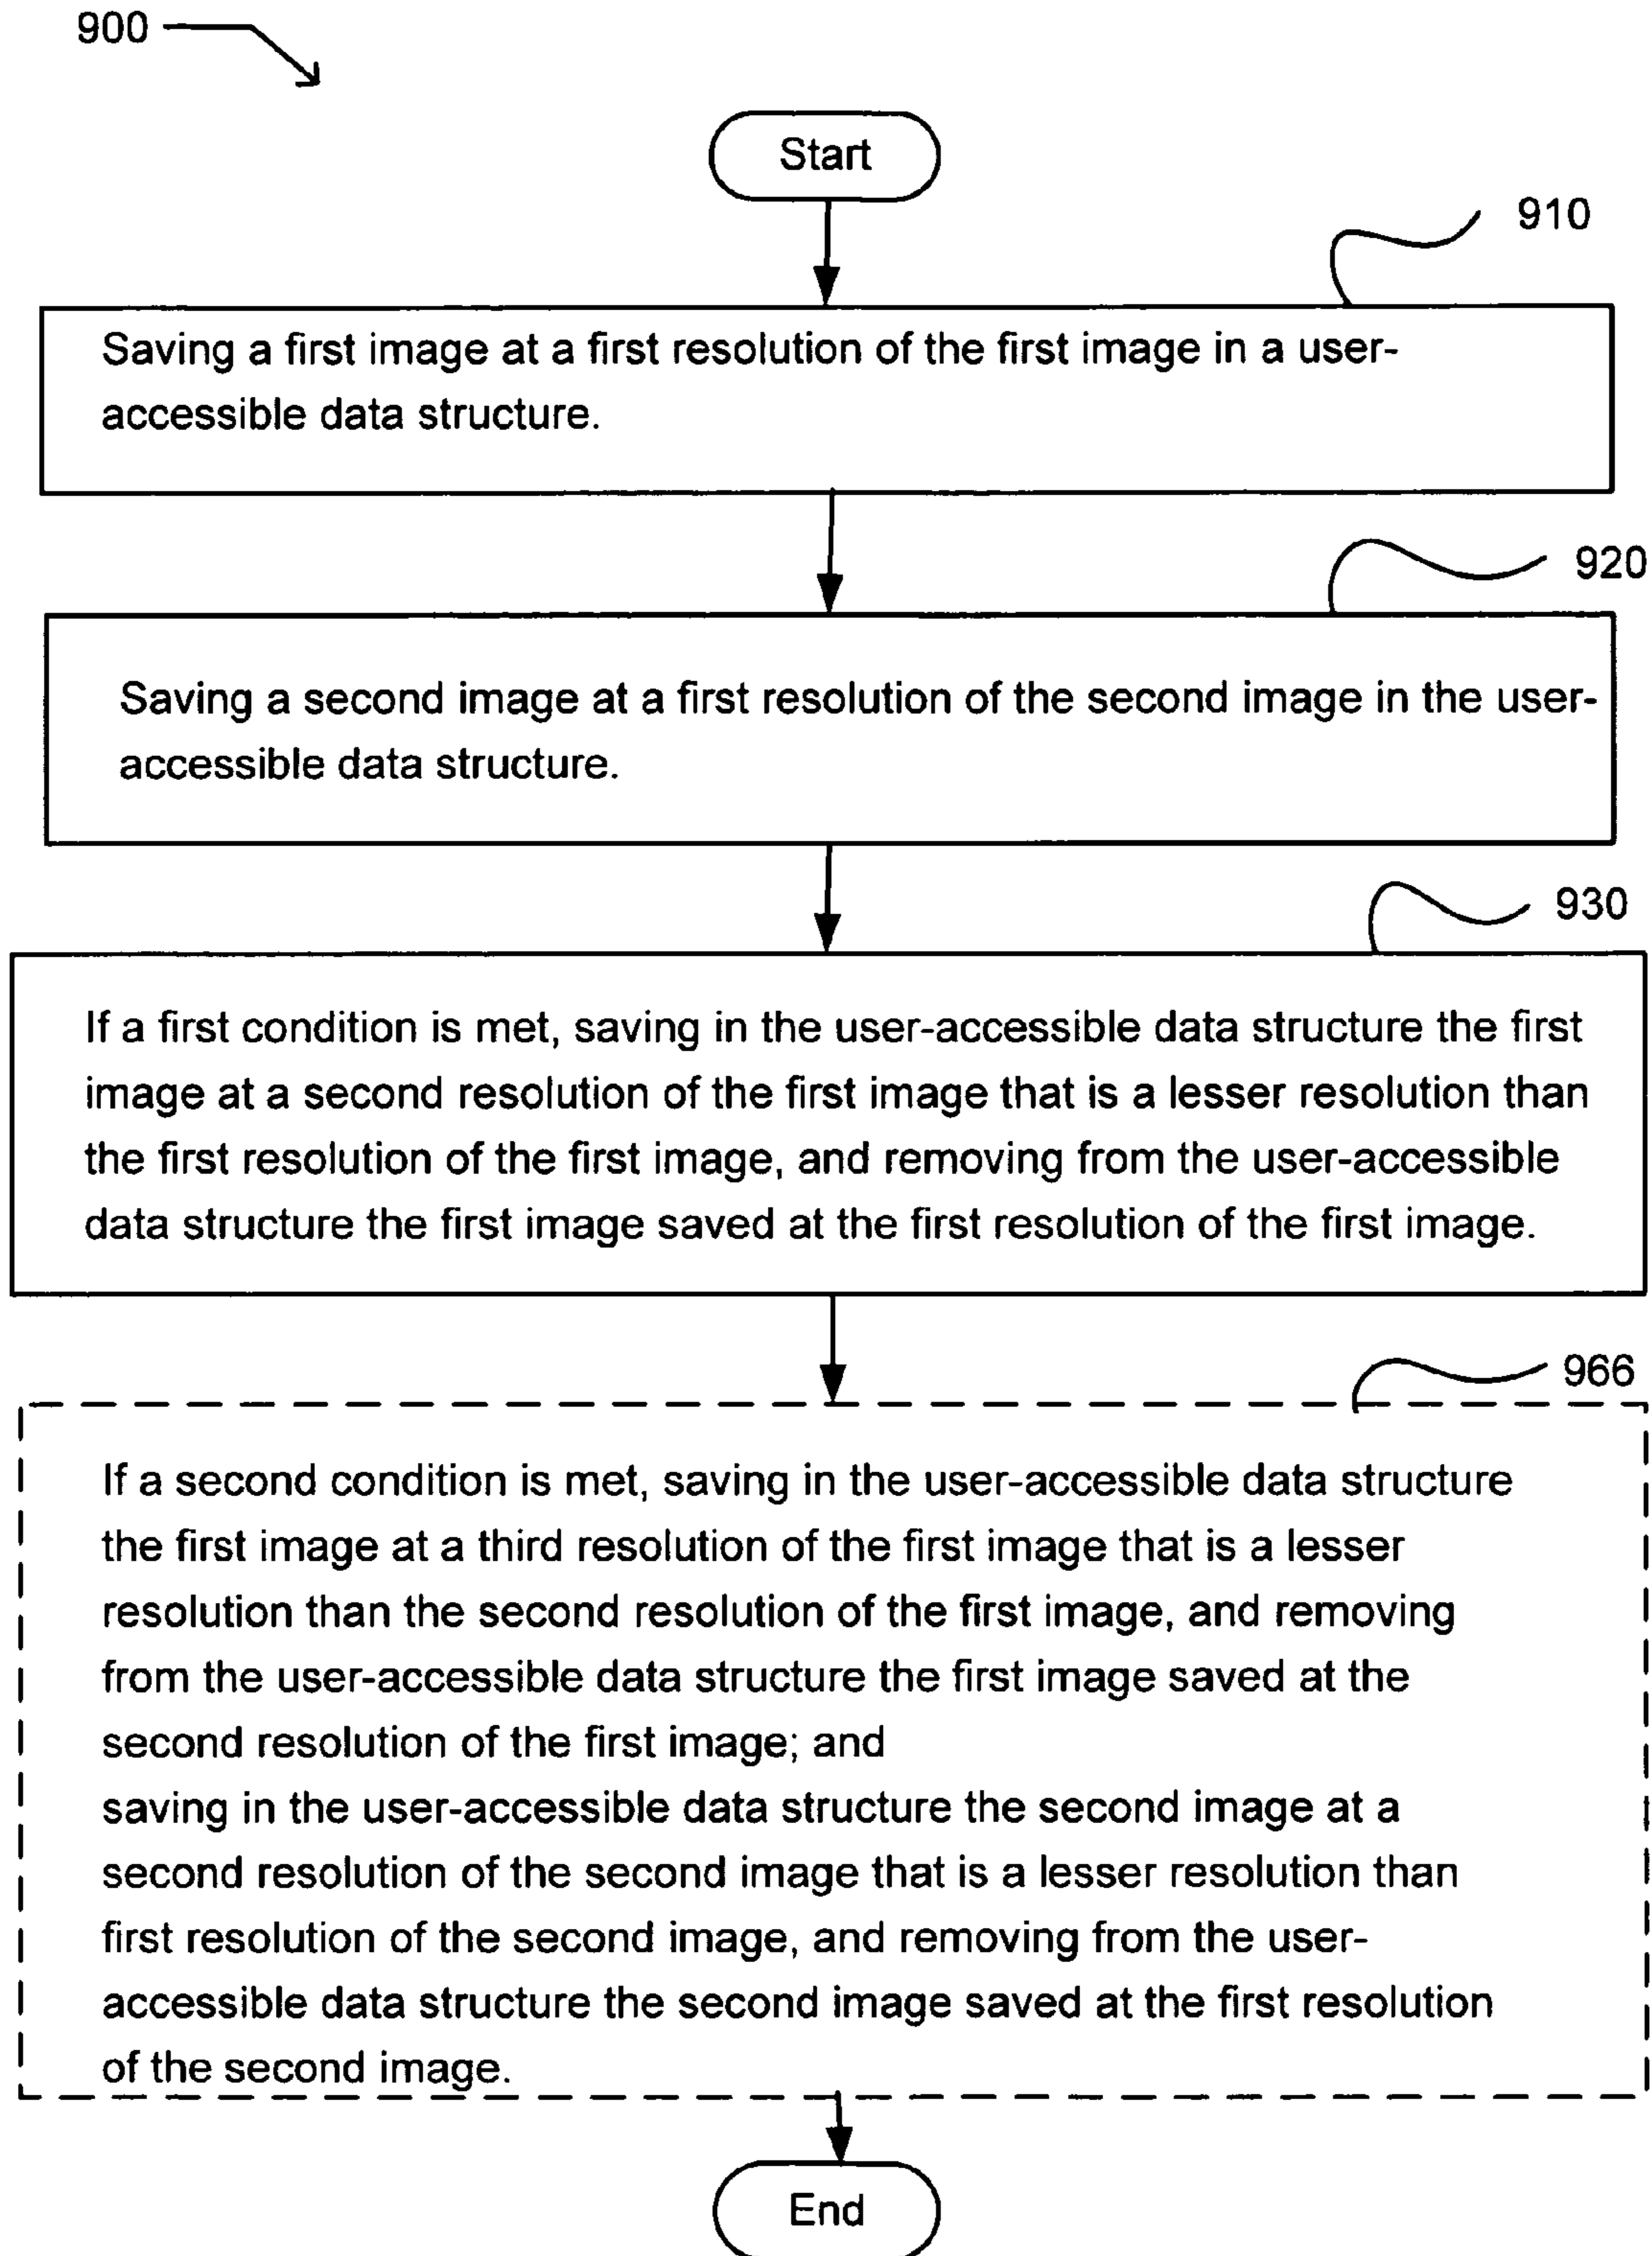 900
Start
910
Saving a first image at a first resolution of the first image in a user-
accessible data structure.
920
Saving a second image at a first resolution of the second image in the user-
accessible data structure.
930
If a first condition is met, saving in the user-accessible data structure the first
image at a second resolution of the first image that is a lesser resolution than
the first resolution of the first image, and removing from the user-accessible
data structure the first image saved at the first resolution of the first image.
966
If a second condition is met, saving in the user-accessible data structure
the first image at a third resolution of the first image that is a lesser
resolution than the second resolution of the first image, and removing
from the user-accessible data structure the first image saved at the
second resolution of the first image; and
saving in the user-accessible data structure the second image at a
second resolution of the second image that is a lesser resolution than
first resolution of the second image, and removing from the user-
accessible data structure the second image saved at the first resolution
of the second image.
End